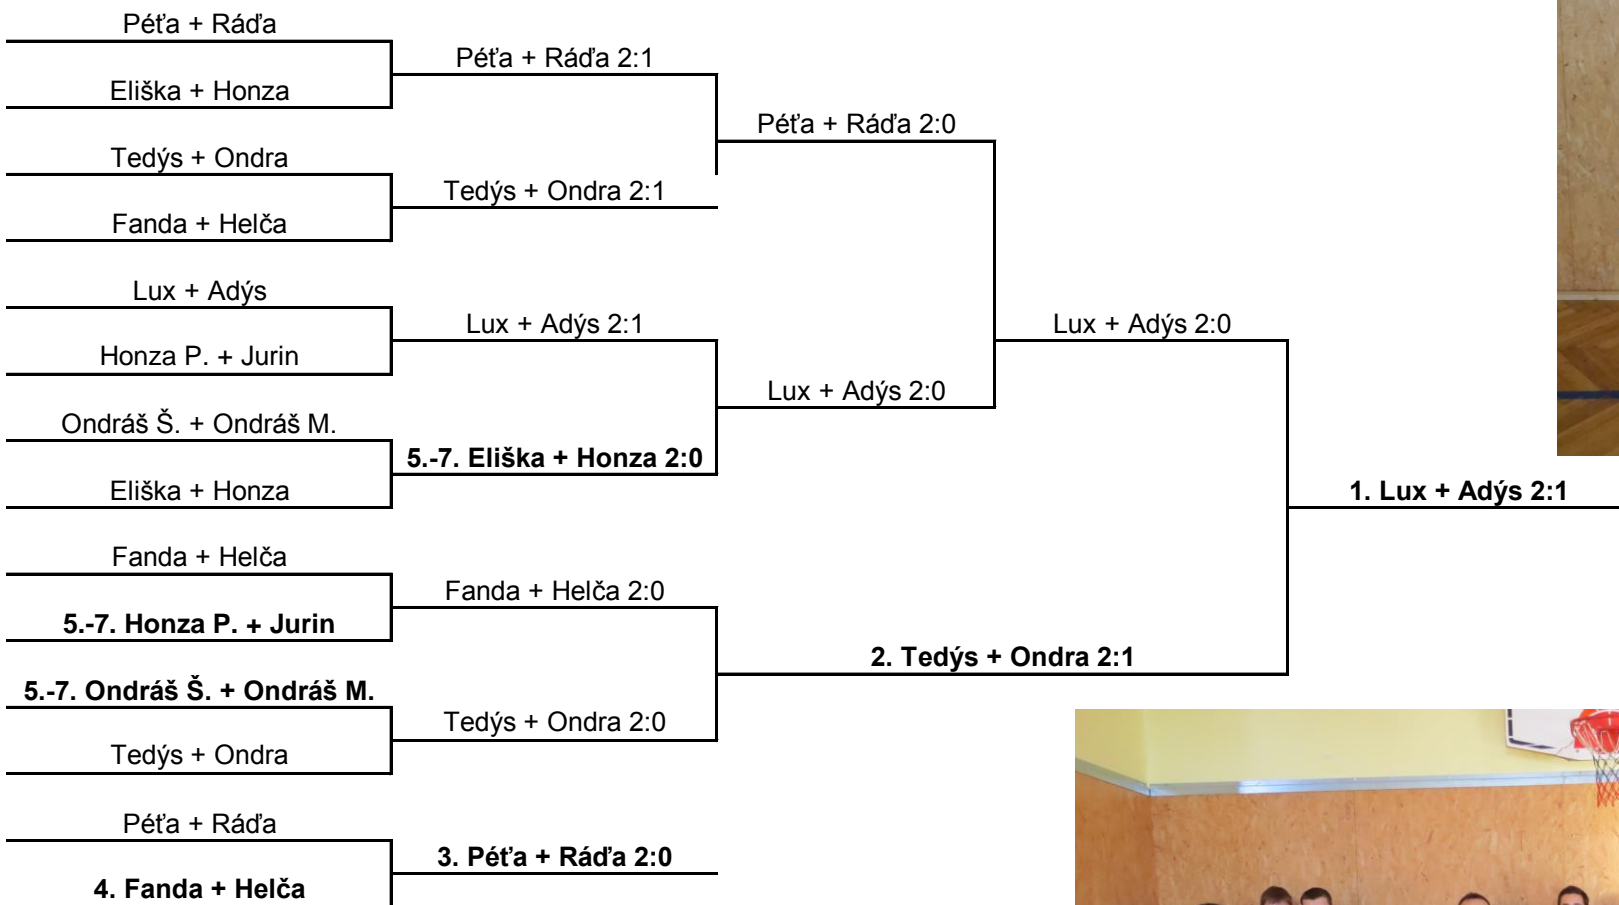 Péťa + Ráďa
Péťa + Ráďa 2:1
Eliška + Honza
Péťa + Ráďa 2:0
Tedýs + Ondra
Tedýs + Ondra 2:1
Fanda + Helča
Lux + Adýs
Lux + Adýs 2:1
Lux + Adýs 2:0
Honza P. + Jurin
Lux + Adýs 2:0
Ondráš Š. + Ondráš M.
5.-7. Eliška + Honza 2:0
Eliška + Honza
1. Lux + Adýs 2:1
Fanda + Helča
Fanda + Helča 2:0
5.-7. Honza P. + Jurin
2. Tedýs + Ondra 2:1
5.-7. Ondráš Š. + Ondráš M.
Tedýs + Ondra 2:0
Tedýs + Ondra
Péťa + Ráďa
3. Péťa + Ráďa 2:0
4. Fanda + Helča